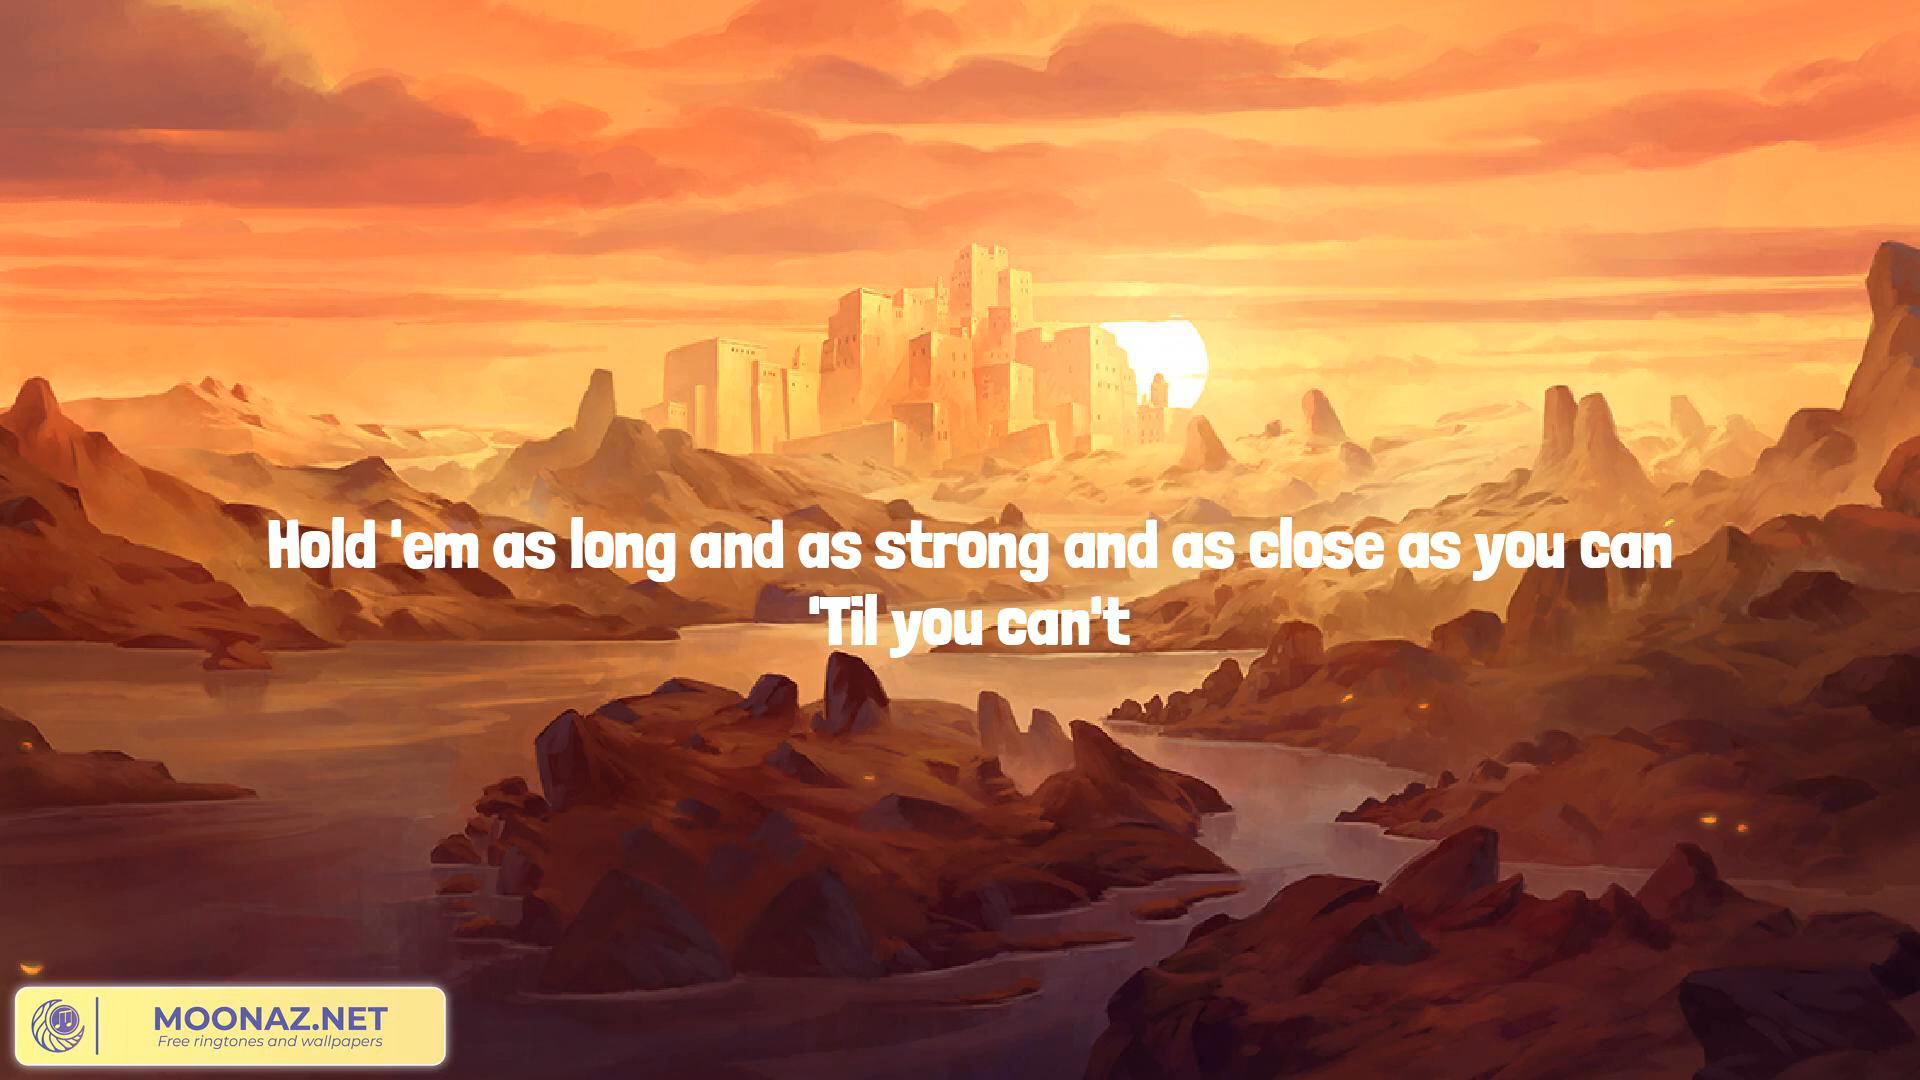 Hold 'em as long and as strong and as close as you can
'Til you can't
MOONAZ.NET
Free ringtones and wallpapers